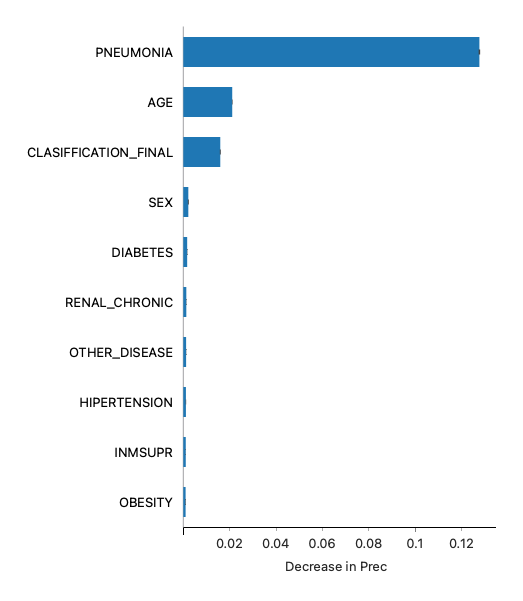 PNEUMONIA
AGE
CLASIFFICATION_FINAL
SEX
DIABETES
RENAL_CHRONIC
OTHER_DISEASE
HIPERTENSION
INMSUPR
OBESITY
0.02 0.04 0.06 0.08 0.1 0.12
Decrease in Prec